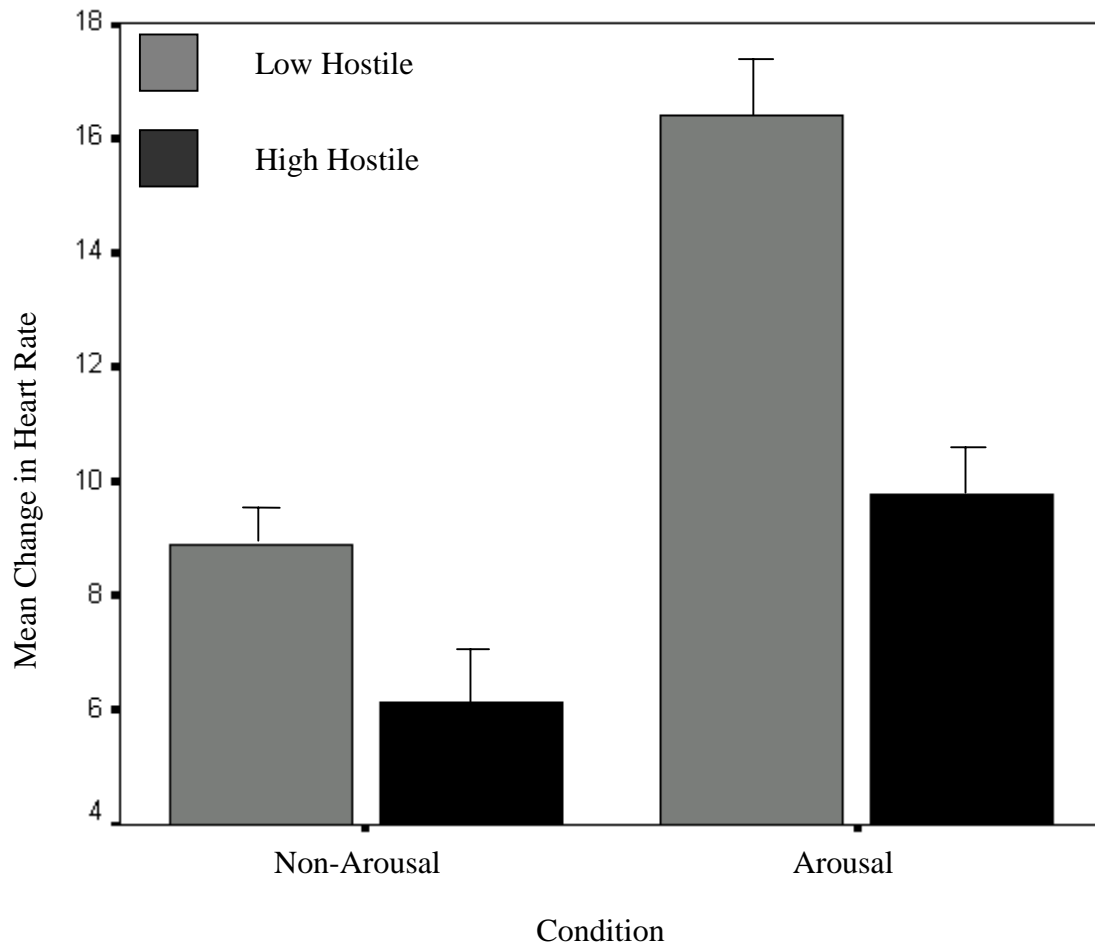 18
Low Hostile
16
High Hostile
14
12
10
8
6
4
Mean Change in Heart Rate
Non-Arousal
Arousal
Condition